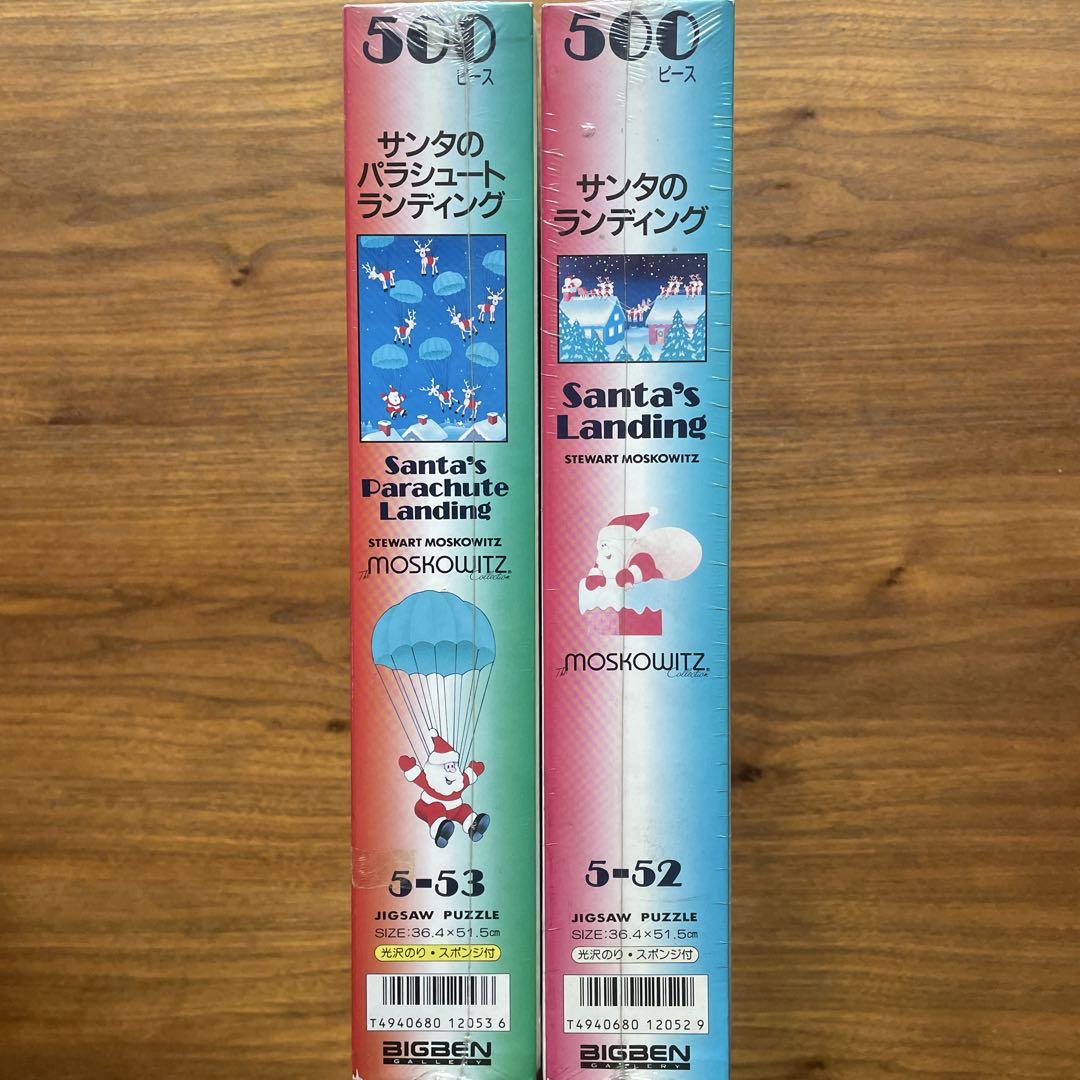 500
ピース
サンタの
パラシュート
ランディング
Santa's
Parachute
Landing
STEWART MOSKOWITZ
The MOSKOWITZ®
Collection
5-53
JIGSAW PUZZLE
SIZE:36.4×51.5cm
光沢のり・スポンジ付
T4940680 12053 6
BIGBEN
GALLERY
500
ピース
サンタの
ランディング
Santa's
Landing
STEWART MOSKOWITZ
The MOSKOWITZ®
Collection
5-52
JIGSAW PUZZLE
SIZE:36.4×51.5cm
光沢のり・スポンジ付
T4940680 12052 9
BIGBEN
GALLERY